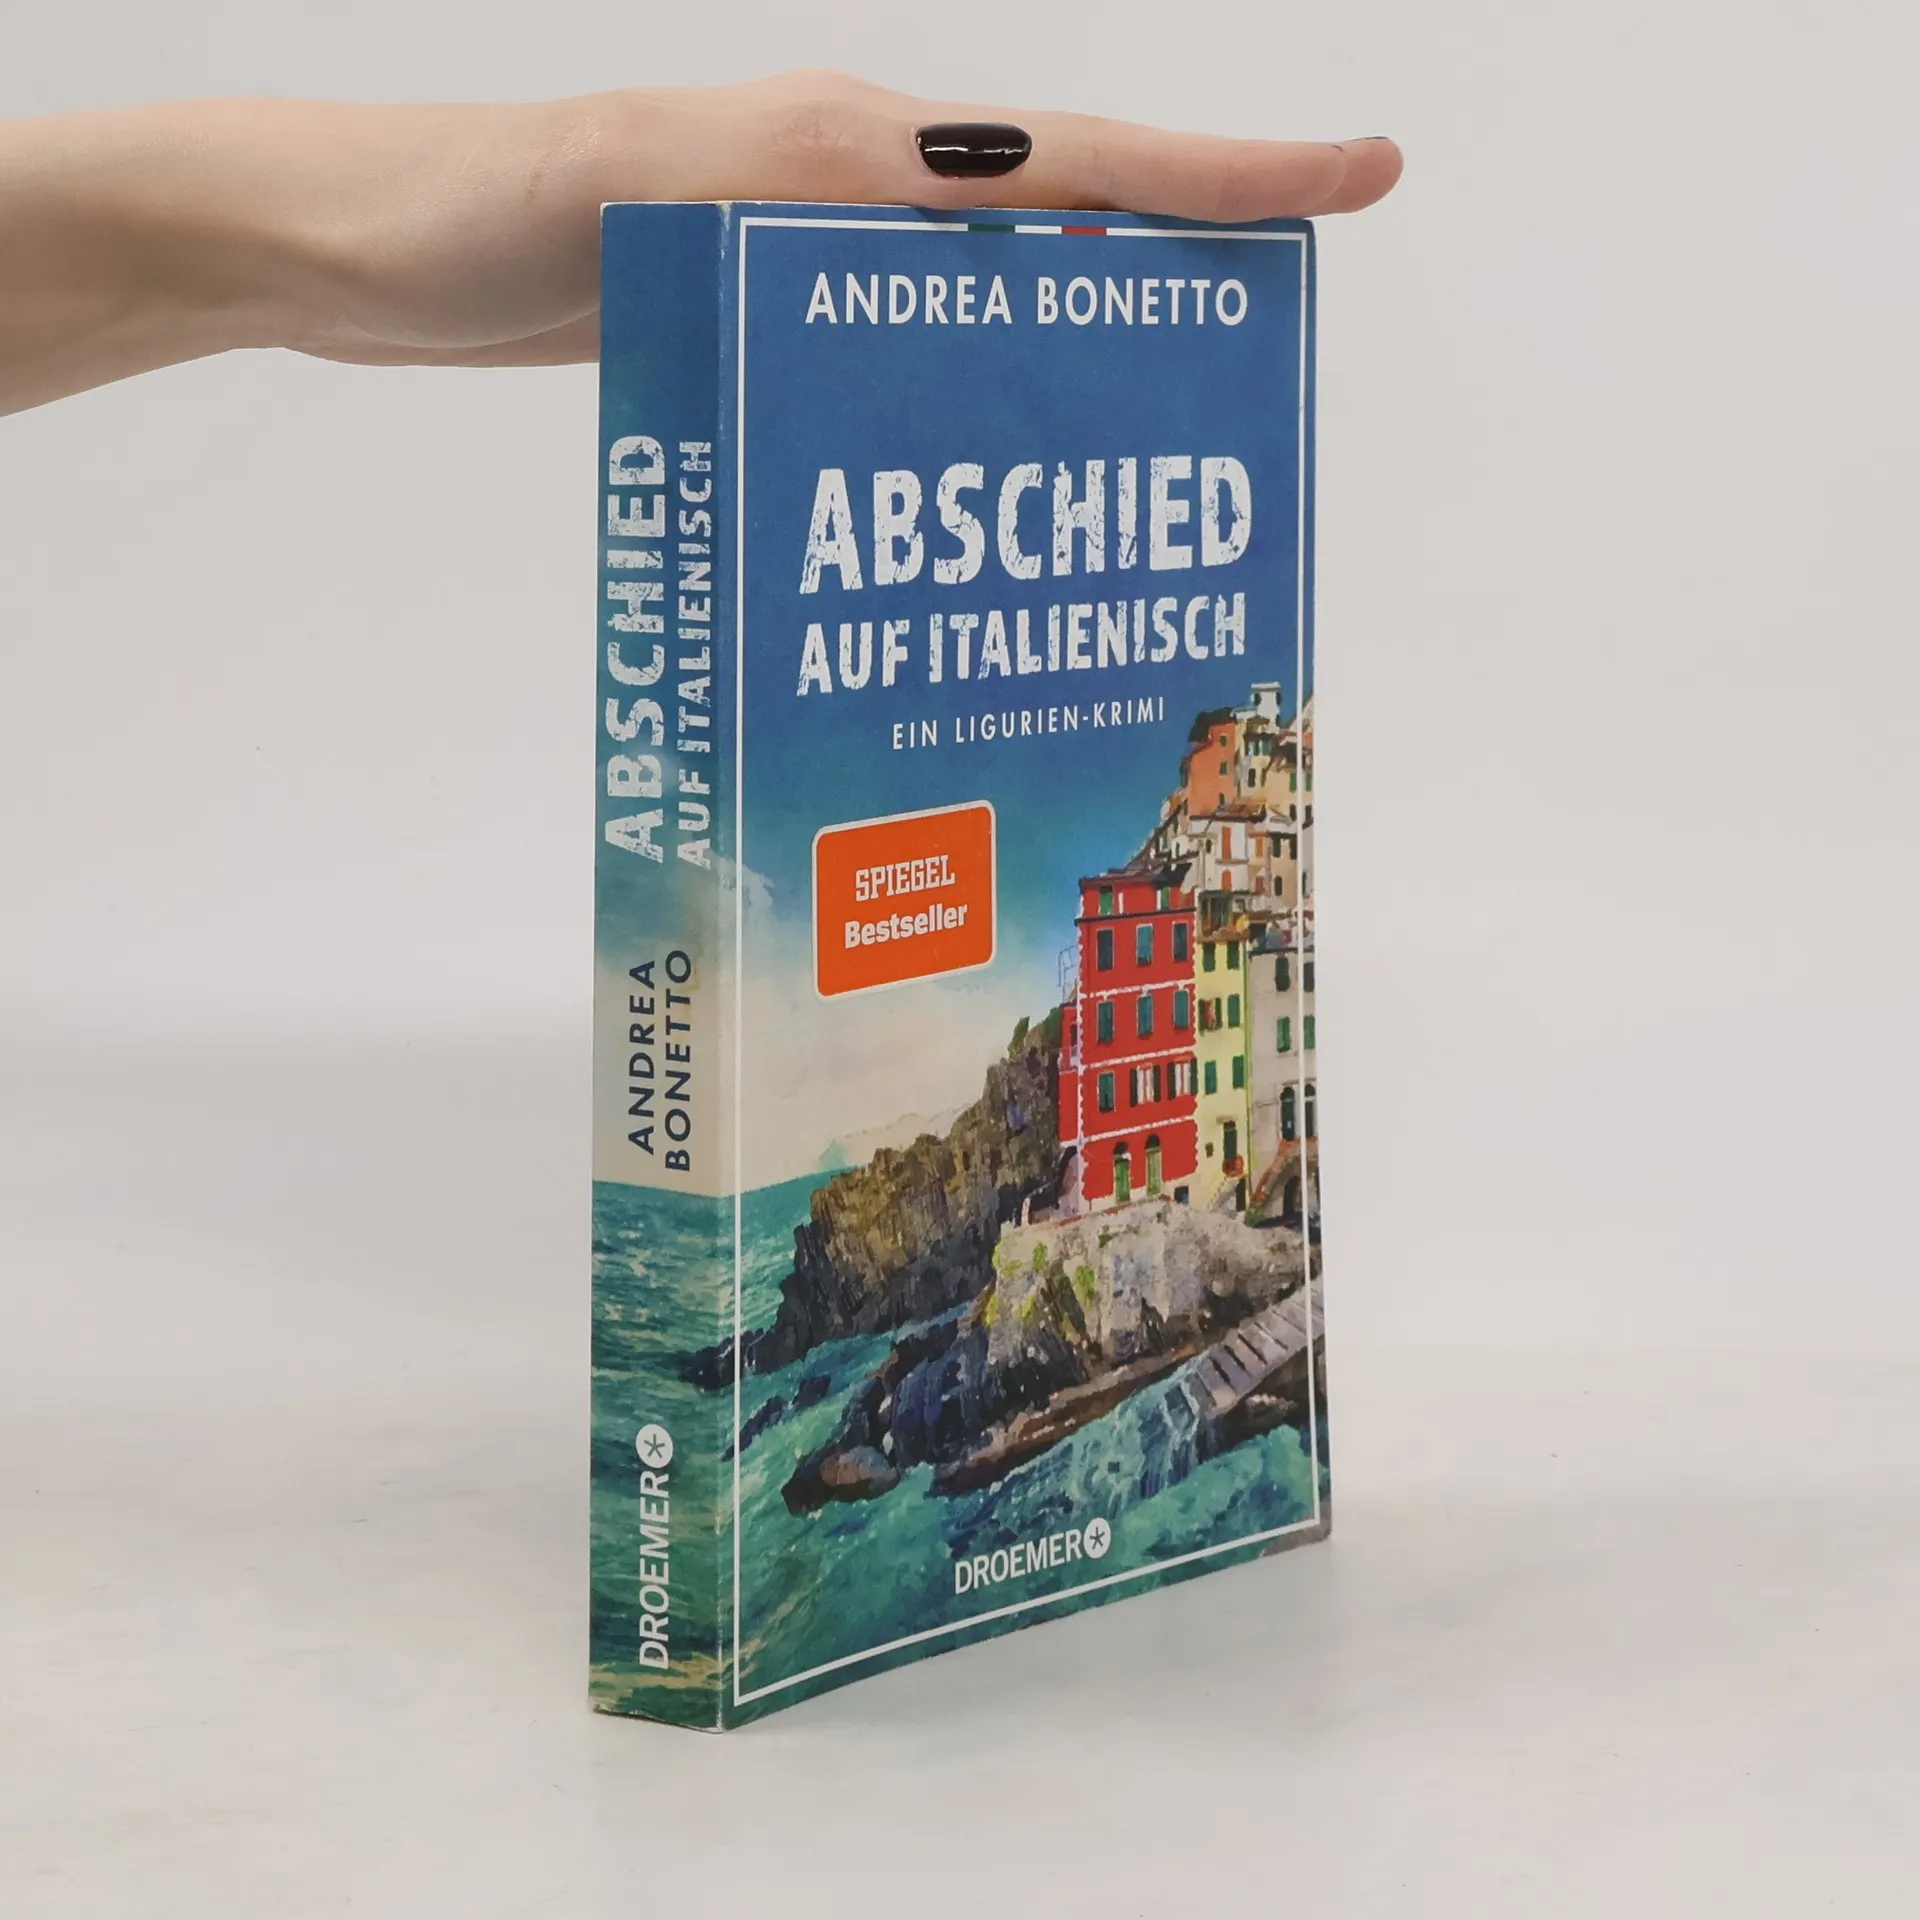 ABSCHIED
AUF ITALIENISCH
ANDREA
BONETTO
DROEMER
ANDREA BONETTO
ABSCHIED
AUF ITALIENISCH
EIN LIGURIEN-KRIMI
SPIEGEL
Bestseller
DROEMER